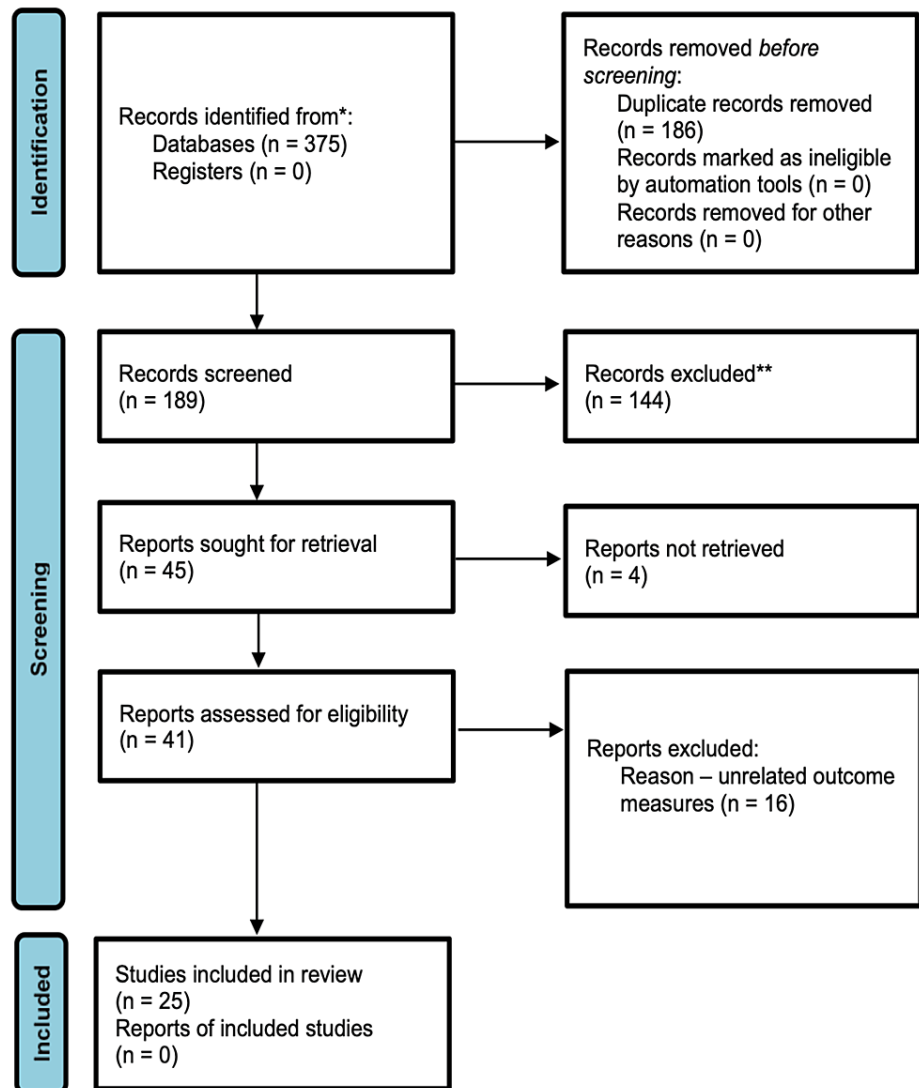 Identification
Records identified from*:
Databases (n = 375)
Registers (n = 0)
Records removed before
screening:
Duplicate records removed
(n = 186)
Records marked as ineligible
by automation tools (n = 0)
Records removed for other
reasons (n = 0)
Screening
Records screened
(n = 189)
Records excluded**
(n = 144)
Reports sought for retrieval
(n = 45)
Reports not retrieved
(n = 4)
Reports assessed for eligibility
(n = 41)
Reports excluded:
Reason – unrelated outcome
measures (n = 16)
Included
Studies included in review
(n = 25)
Reports of included studies
(n = 0)